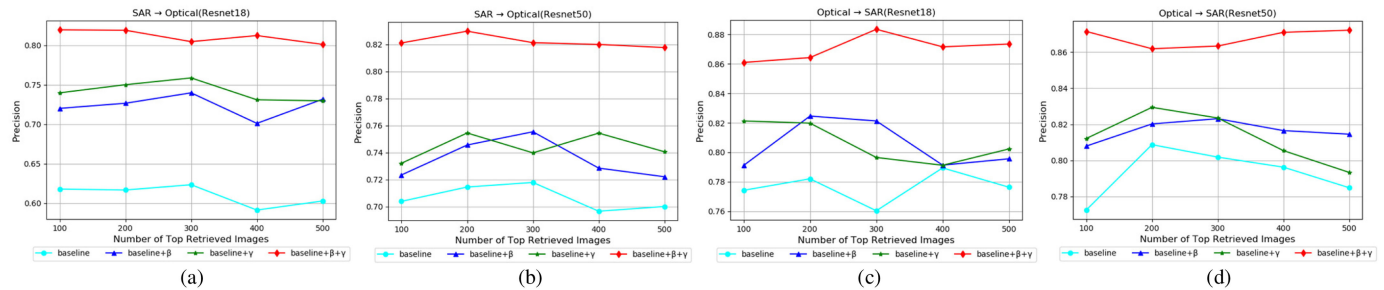 SAR → Optical(Resnet18)
Precision
0.80
0.75
0.70
0.65
0.60
100 200 300 400 500
Number of Top Retrieved Images
baseline baseline+β baseline+γ baseline+β+γ
(a)
SAR → Optical(Resnet50)
Precision
0.82
0.80
0.78
0.76
0.74
0.72
0.70
100 200 300 400 500
Number of Top Retrieved Images
baseline baseline+β baseline+γ baseline+β+γ
(b)
Optical → SAR(Resnet18)
Precision
0.88
0.86
0.84
0.82
0.80
0.78
0.76
100 200 300 400 500
Number of Top Retrieved Images
baseline baseline+β baseline+γ baseline+β+γ
(c)
Optical → SAR(Resnet50)
Precision
0.86
0.84
0.82
0.80
0.78
100 200 300 400 500
Number of Top Retrieved Images
baseline baseline+β baseline+γ baseline+β+γ
(d)